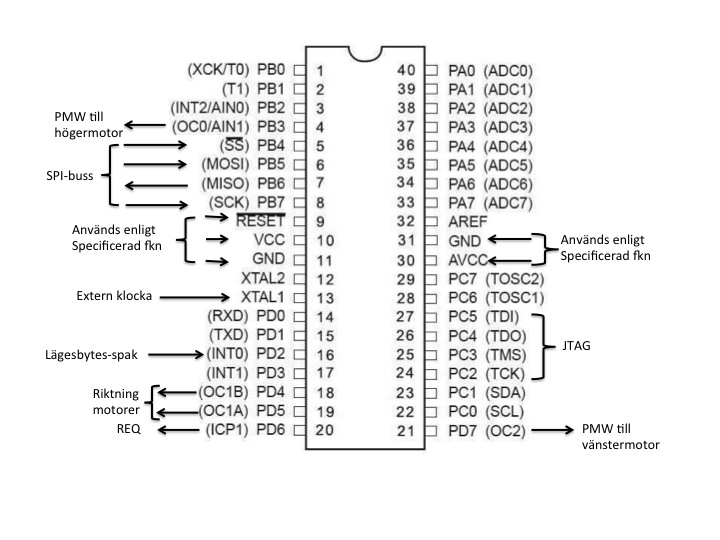 (XCK/T0) PB0 1 40 PA0 (ADC0)
(T1) PB1 2 39 PA1 (ADC1)
(INT2/AIN0) PB2 3 38 PA2 (ADC2)
PMW till
högermotor
(OC0/AIN1) PB3 4 37 PA3 (ADC3)
(SS) PB4 5 36 PA4 (ADC4)
(MOSI) PB5 6 35 PA5 (ADC5)
SPI-buss
(MISO) PB6 7 34 PA6 (ADC6)
(SCK) PB7 8 33 PA7 (ADC7)
RESET 9 32 AREF
Används enligt
Specificerad fkn
VCC 10 31 GND
Används enligt
Specificerad fkn
GND 11 30 AVCC
XTAL2 12 29 PC7 (TOSC2)
Extern klocka XTAL1 13 28 PC6 (TOSC1)
(RXD) PD0 14 27 PC5 (TDI)
(TXD) PD1 15 26 PC4 (TDO)
JTAG
Lägesbytes-spak (INT0) PD2 16 25 PC3 (TMS)
(INT1) PD3 17 24 PC2 (TCK)
Riktning
motorer
(OC1B) PD4 18 23 PC1 (SDA)
(OC1A) PD5 19 22 PC0 (SCL)
REQ (ICP1) PD6 20 21 PD7 (OC2)
PMW till
vänstermotor